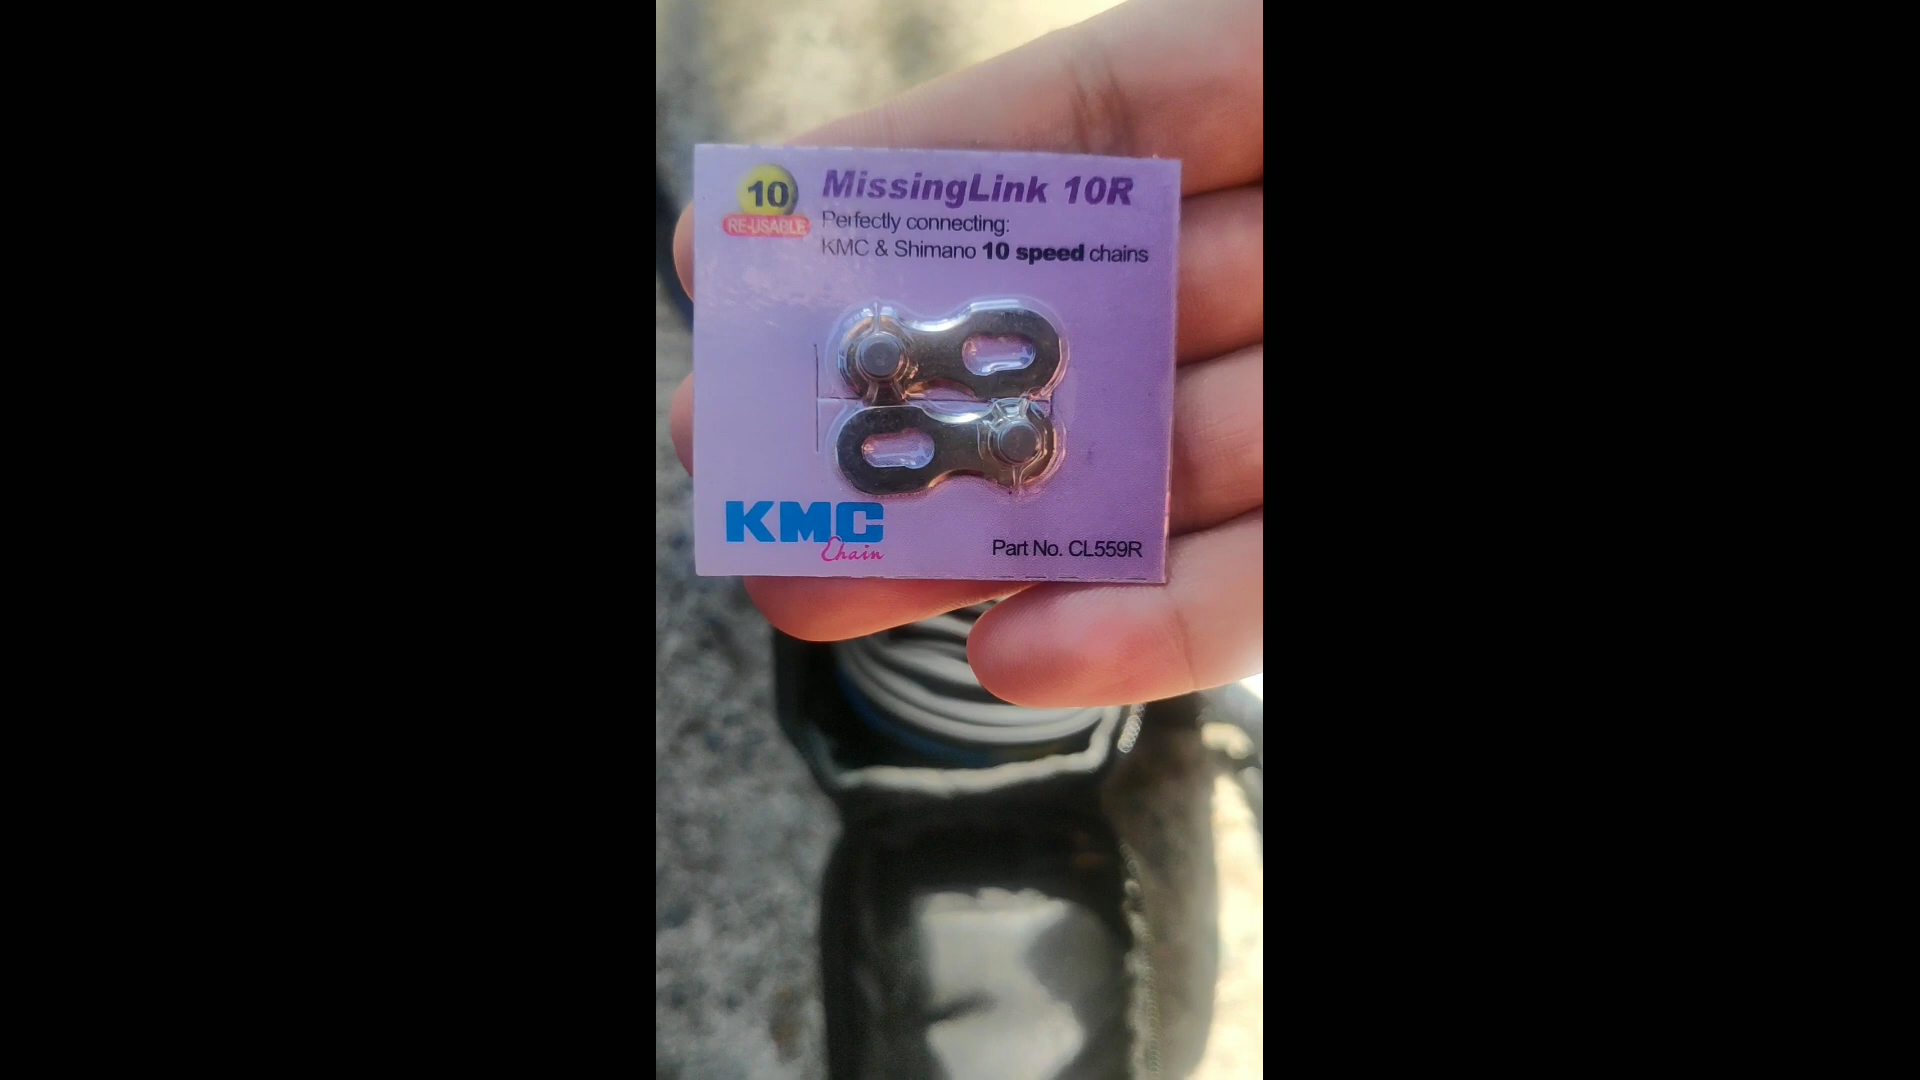 10
RE-USABLE
MissingLink 10R
Perfectly connecting:
KMC & Shimano 10 speed chains
KMC
Chain
Part No. CL559R